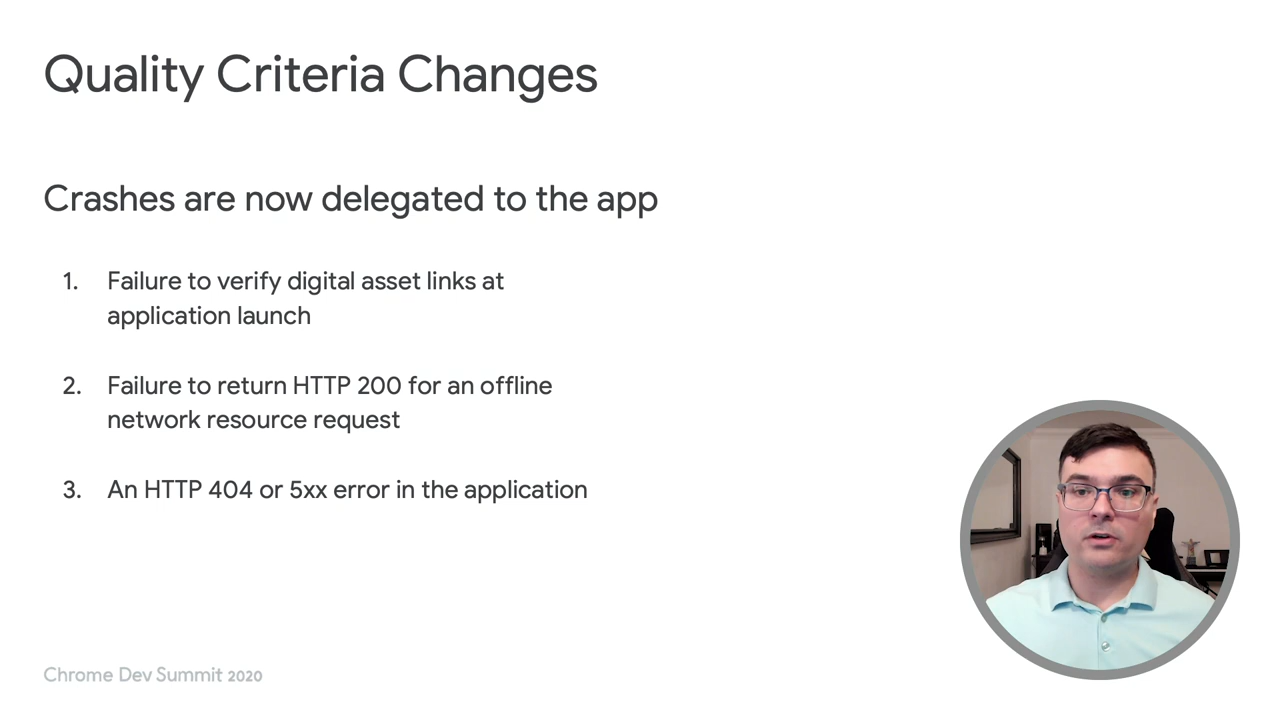 Quality Criteria Changes
Crashes are now delegated to the app
1. Failure to verify digital asset links at
application launch
2. Failure to return HTTP 200 for an offline
network resource request
3. An HTTP 404 or 5xx error in the application
Chrome Dev Summit 2020